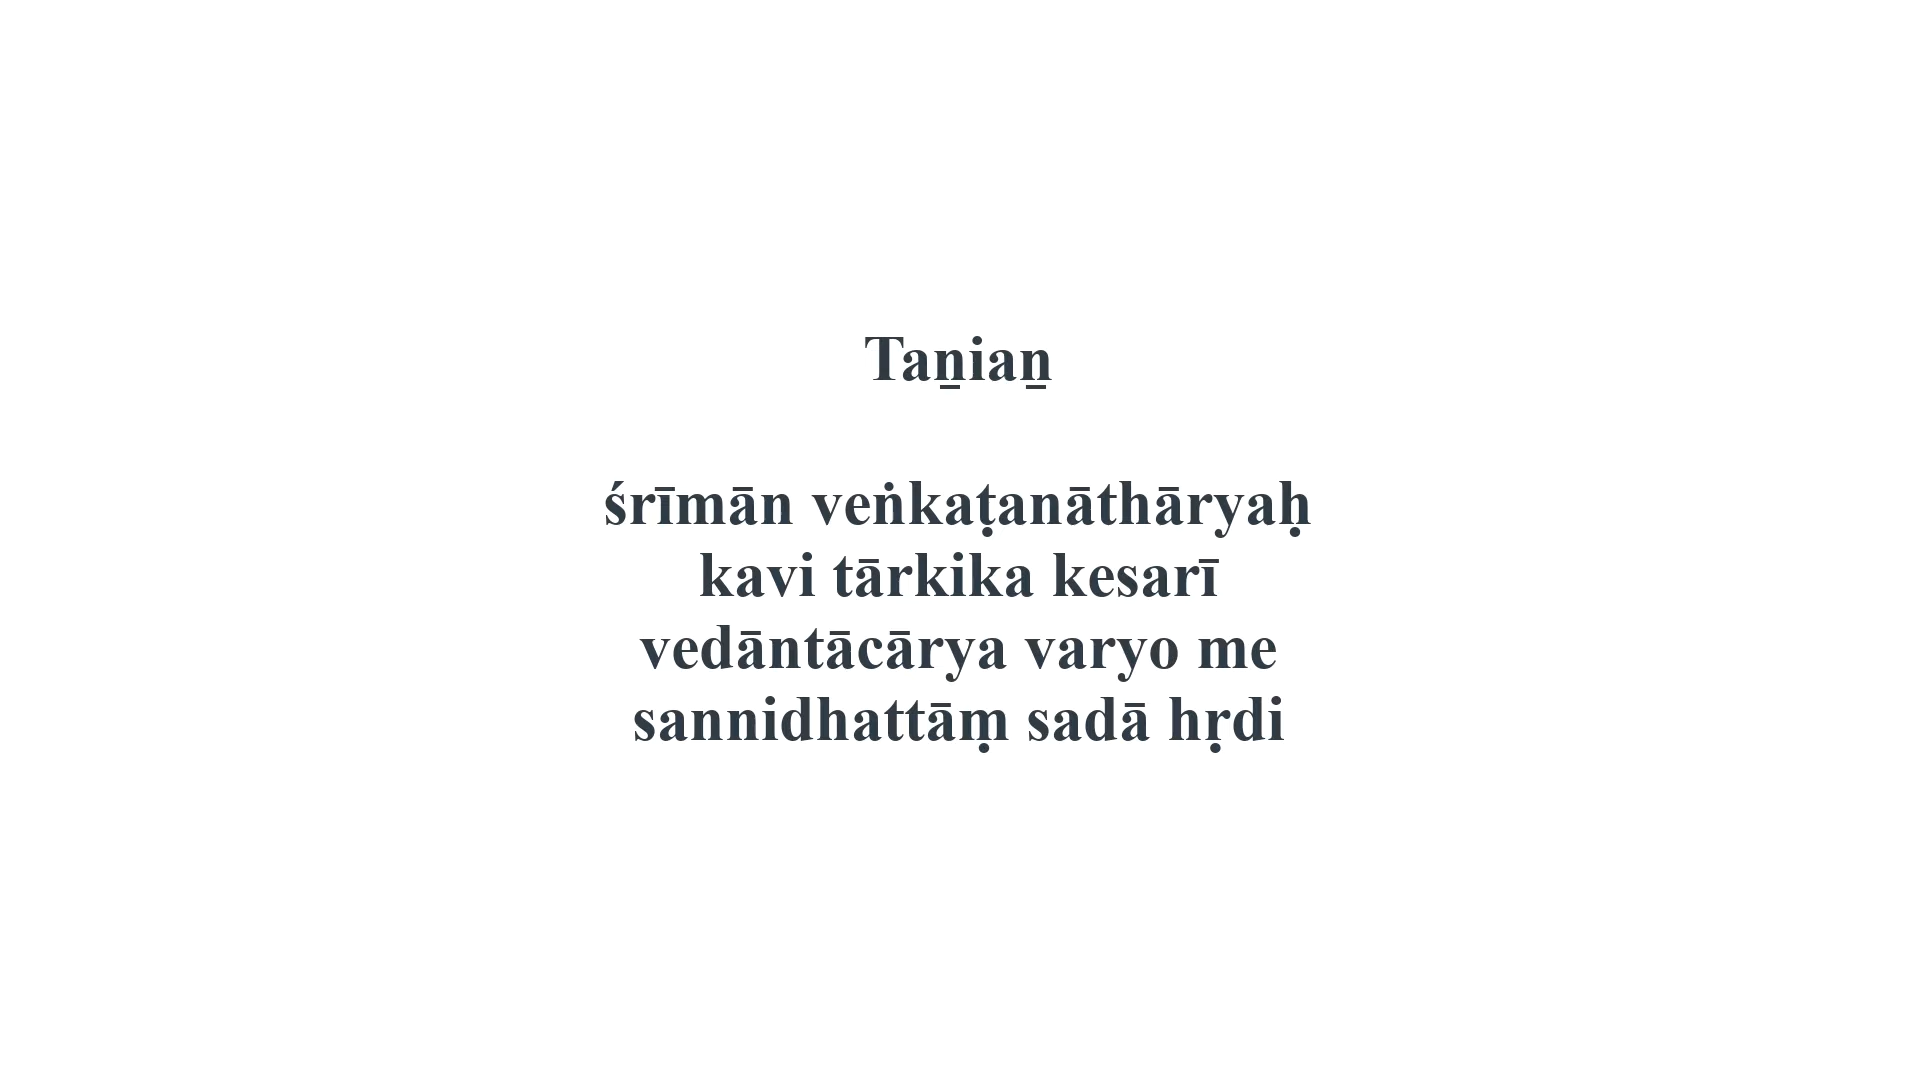 Taṉiaṉ
śrīmān veṅkaṭanāthāryaḥ
kavi tārkika kesarī
vedāntācārya varyo me
sannidhattāṃ sadā hṛdi